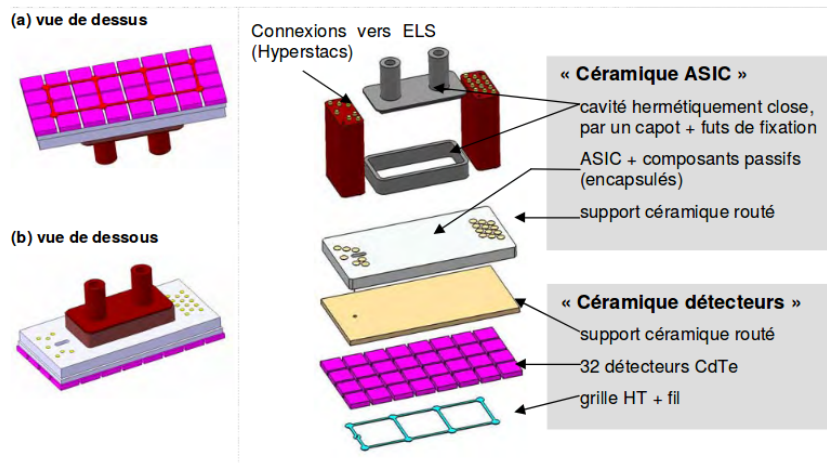 (a) vue de dessus
(b) vue de dessous
Connexions vers ELS
(Hyperstacs)
« Céramique ASIC »
cavité hermétiquement close,
par un capot + futs de fixation
ASIC + composants passifs
(encapsulés)
support céramique routé
« Céramique détecteurs »
support céramique routé
32 détecteurs CdTe
grille HT + fil